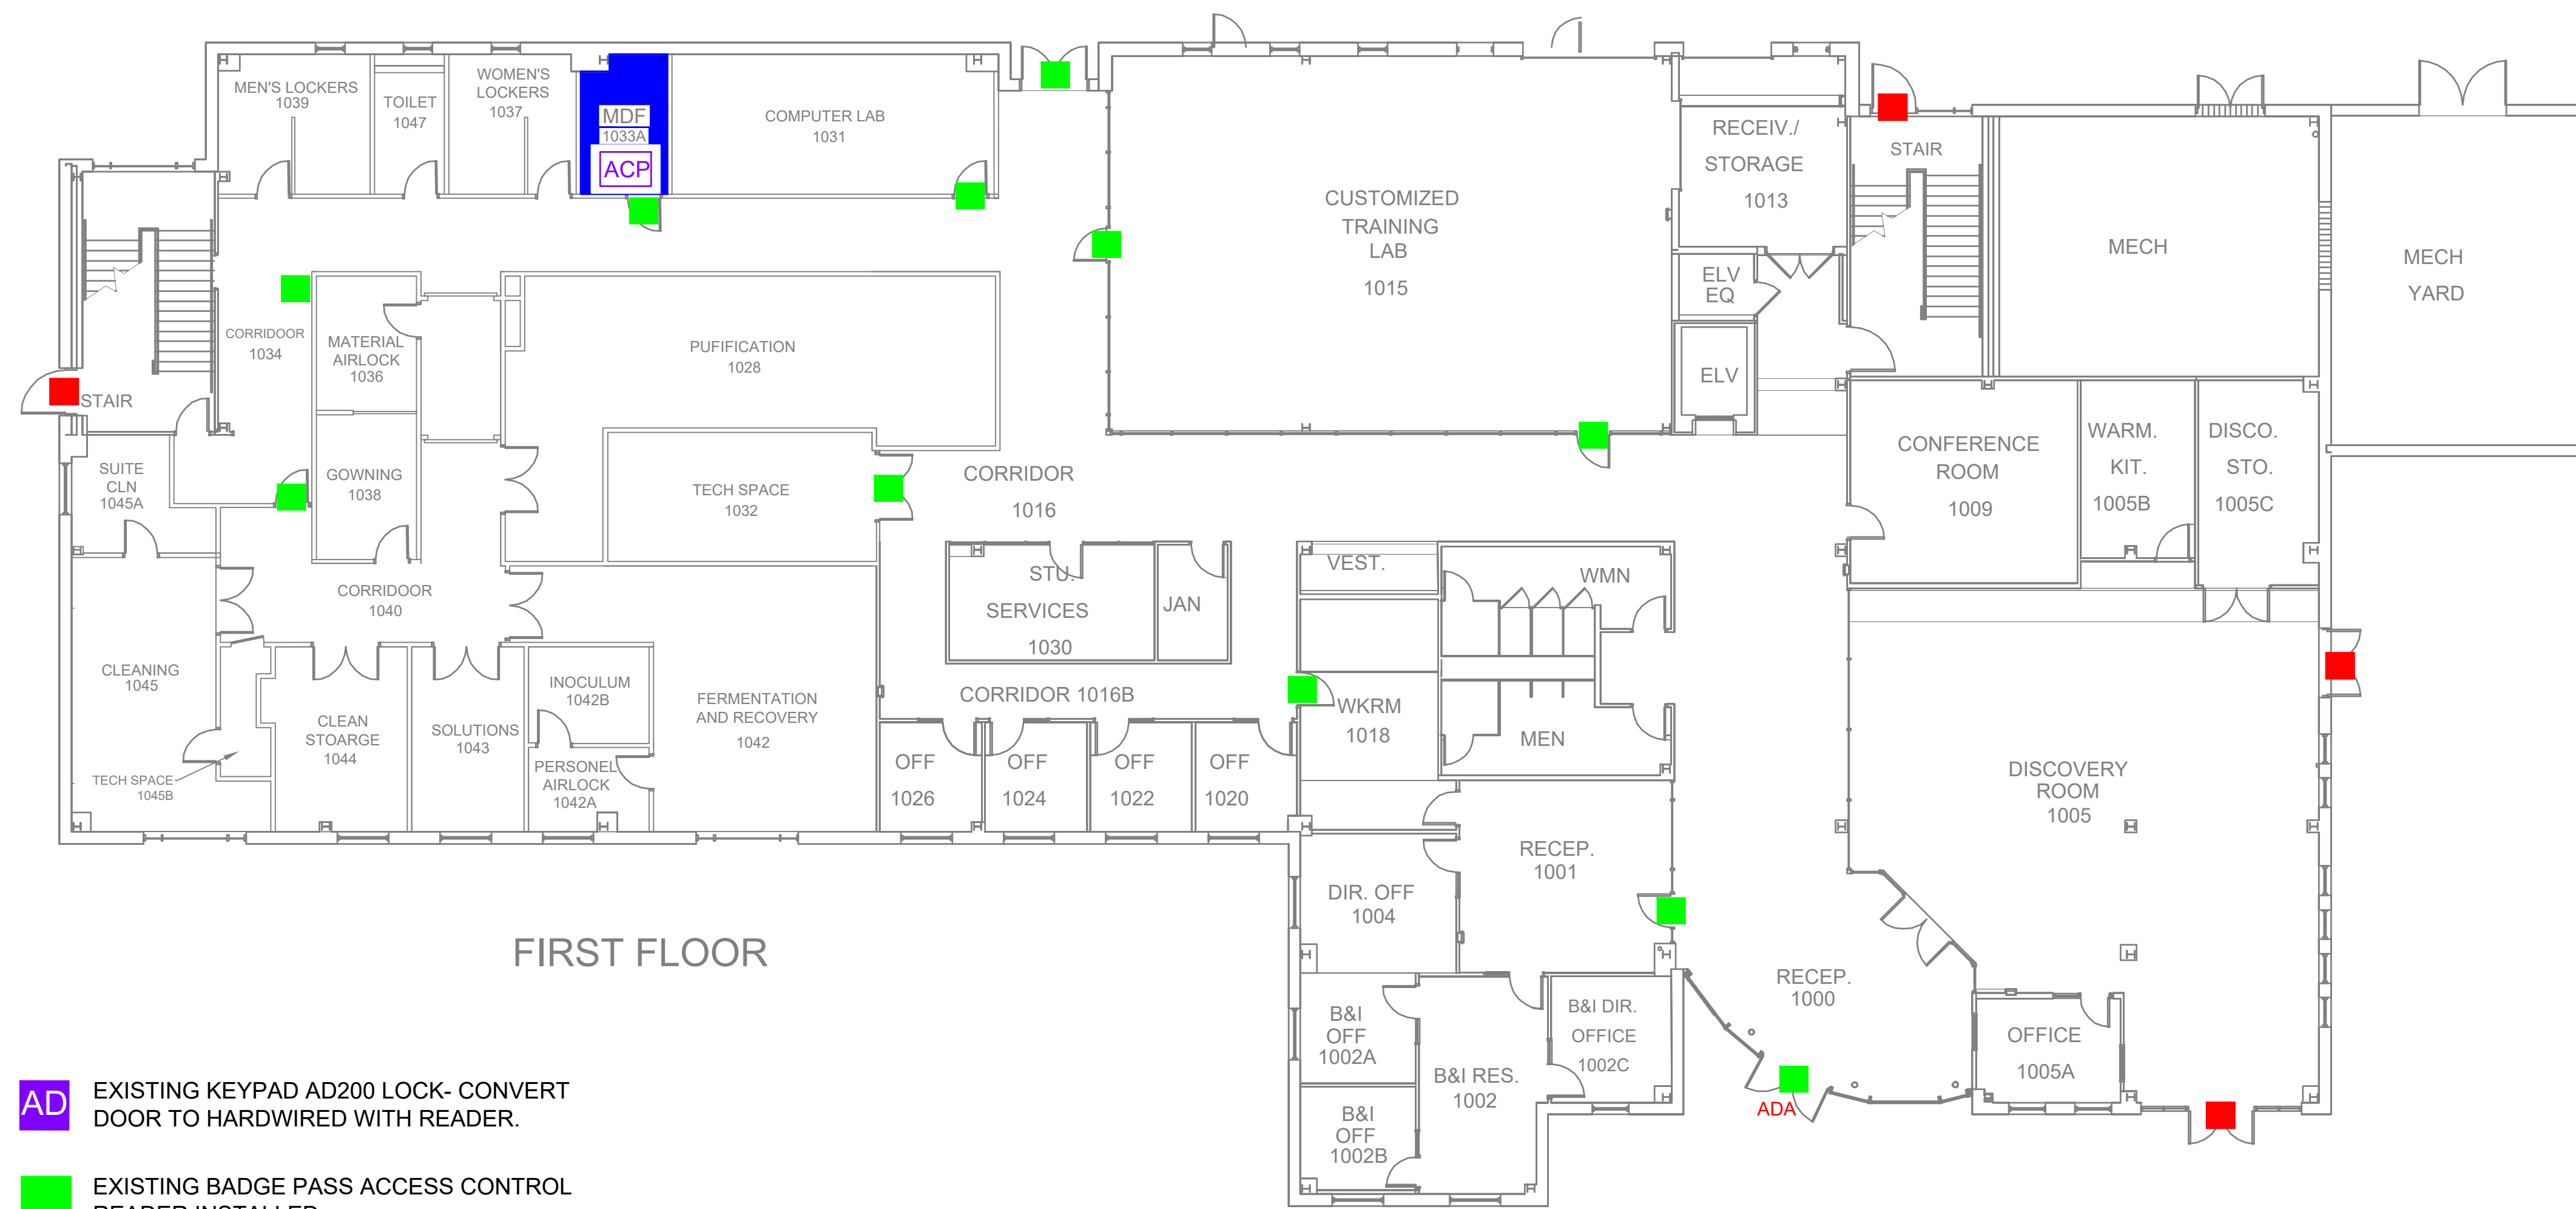 MEN'S LOCKERS
1039
TOILET
1047
WOMEN'S
LOCKERS
1037
MDF
1033A
ACP
COMPUTER LAB
1031
CUSTOMIZED
TRAINING
LAB
1015
RECEIV./
STORAGE
1013
STAIR
MECH
MECH
YARD
ELV
EQ
ELV
CORRIDOOR
1034
MATERIAL
AIRLOCK
1036
PUFIFICATION
1028
STAIR
SUITE
CLN
1045A
GOWNING
1038
TECH SPACE
1032
CORRIDOR
1016
CONFERENCE
ROOM
1009
WARM.
KIT.
1005B
DISCO.
STO.
1005C
CORRIDOOR
1040
STU.
SERVICES
1030
JAN
VEST.
WMN
CLEANING
1045
INOCULUM
1042B
FERMENTATION
AND RECOVERY
1042
CORRIDOR 1016B
WKRM
1018
MEN
CLEAN
STOARGE
1044
SOLUTIONS
1043
PERSONEL
AIRLOCK
1042A
TECH SPACE
1045B
OFF
1026
OFF
1024
OFF
1022
OFF
1020
DISCOVERY
ROOM
1005
RECEP.
1001
DIR. OFF
1004
FIRST FLOOR
RECEP.
1000
B&I
OFF
1002A
B&I DIR.
OFFICE
1002C
OFFICE
1005A
B&I RES.
1002
ADA
B&I
OFF
1002B
AD
EXISTING KEYPAD AD200 LOCK- CONVERT
DOOR TO HARDWIRED WITH READER.
EXISTING BADGE PASS ACCESS CONTROL
READER INSTALLED